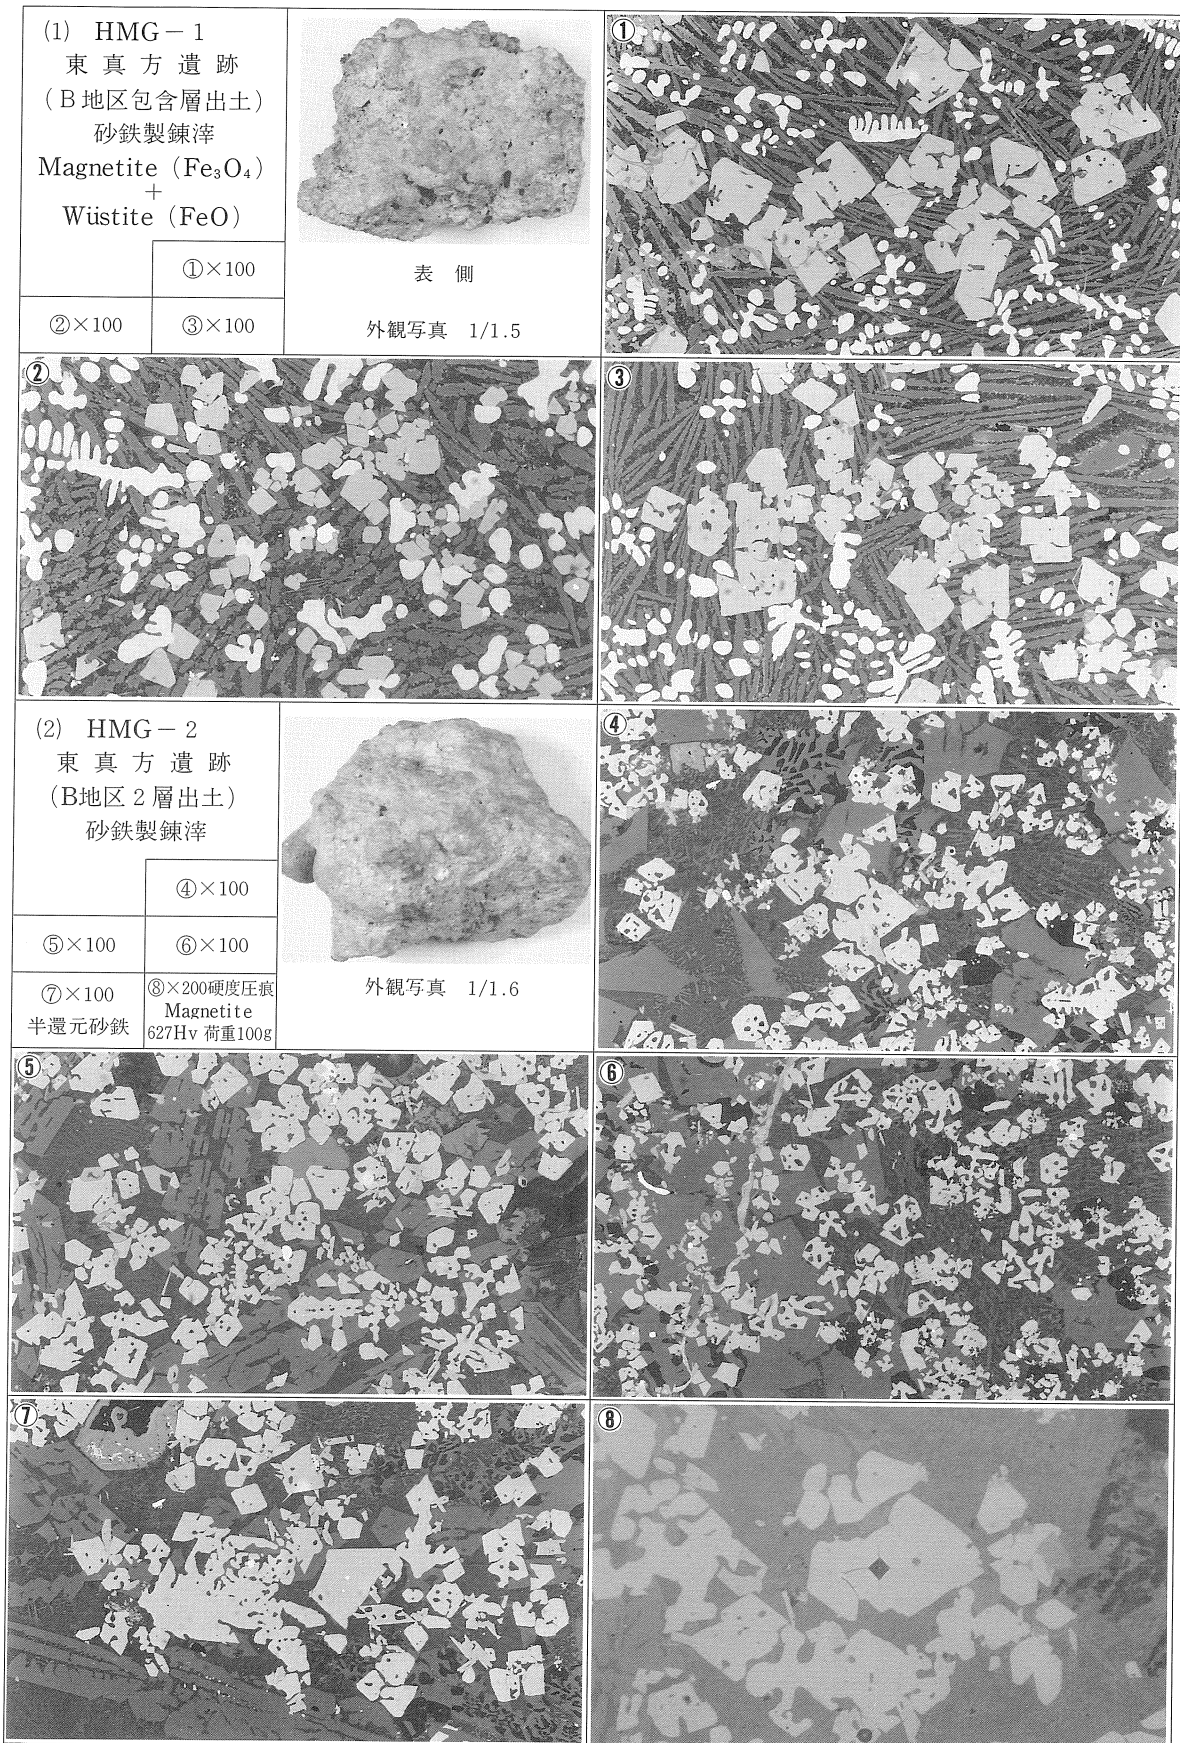 (1) HMG－1
東真方遺跡
(B地区包含層出土)
砂鉄製錬滓
Magnetite (Fe₃O₄)
+
Wüstite (FeO)
①×100
②×100
③×100
表側
外観写真 1/1.5
①
②
③
(2) HMG－2
東真方遺跡
(B地区2層出土)
砂鉄製錬滓
④×100
⑤×100
⑥×100
⑦×100
半還元砂鉄
⑧×200硬度圧痕
Magnetite
627Hv 荷重100g
外観写真 1/1.6
④
⑤
⑥
⑦
⑧